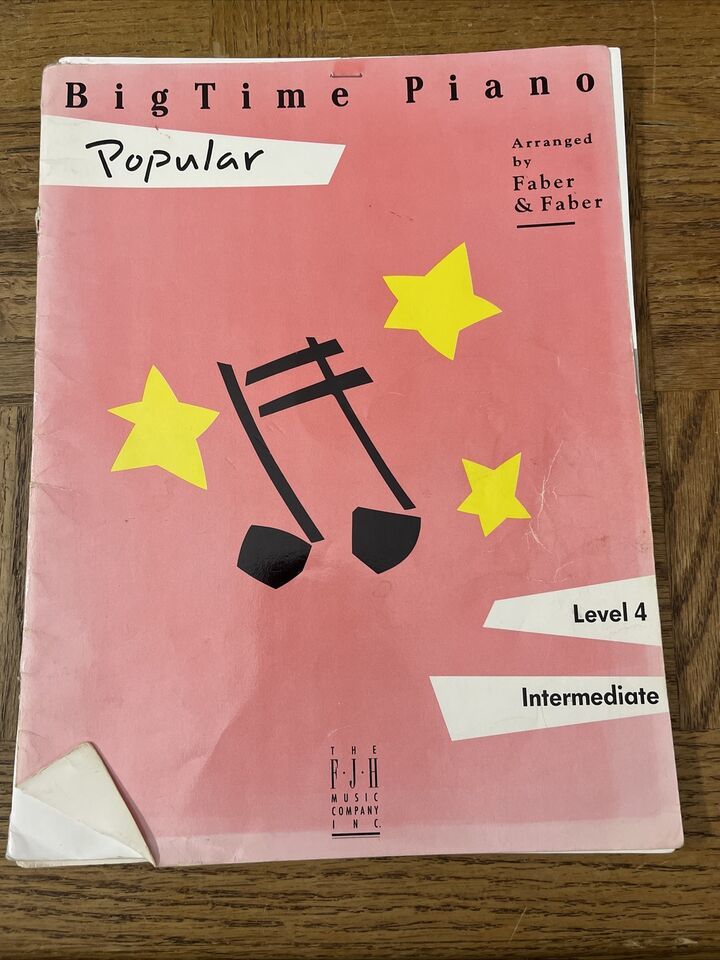 BigTime Piano
Popular
Arranged
by
Faber
& Faber
Level 4
Intermediate
THE
F·J·H
MUSIC
COMPANY
INC.